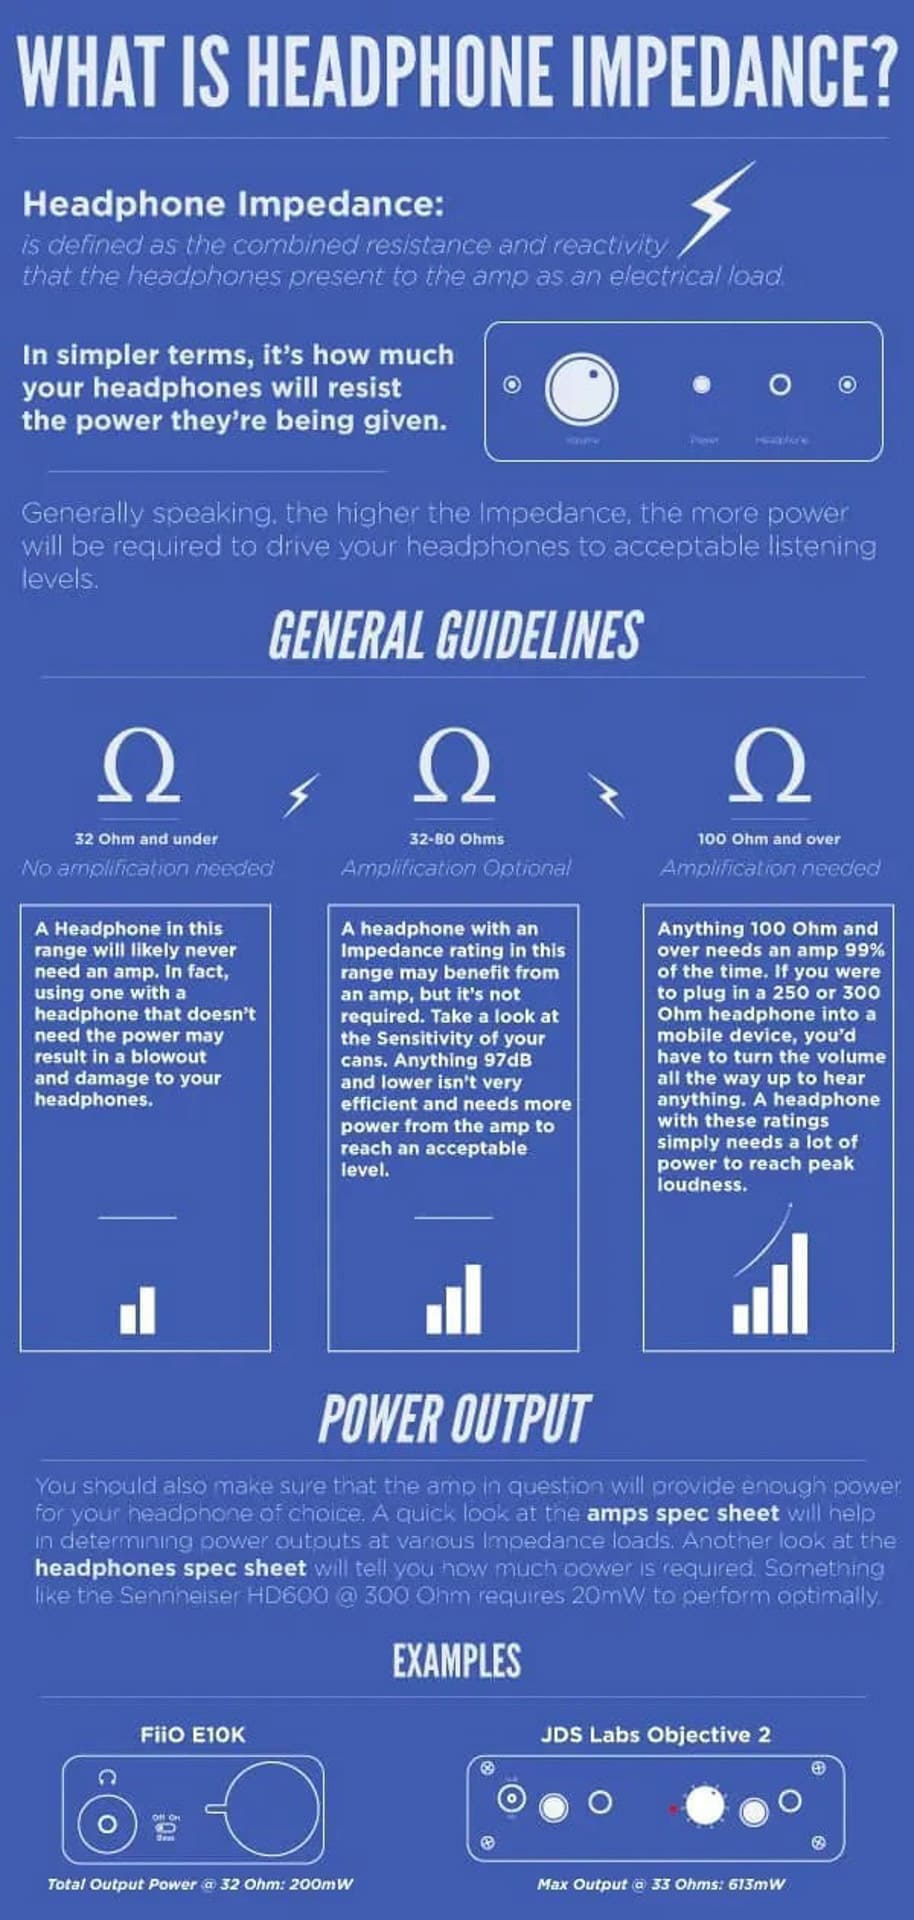 WHAT IS HEADPHONE IMPEDANCE?
Headphone Impedance:
is defined as the combined resistance and reactivity
that the headphones present to the amp as an electrical load.
In simpler terms, it's how much
your headphones will resist
the power they're being given.
Volume
Power
Headphone
Generally speaking, the higher the Impedance, the more power
will be required to drive your headphones to acceptable listening
levels.
GENERAL GUIDELINES
Ω
32 Ohm and under
No amplification needed
A Headphone in this
range will likely never
need an amp. In fact,
using one with a
headphone that doesn't
need the power may
result in a blowout
and damage to your
headphones.
Ω
32-80 Ohms
Amplification Optional
A headphone with an
Impedance rating in this
range may benefit from
an amp, but it's not
required. Take a look at
the Sensitivity of your
cans. Anything 97dB
and lower isn't very
efficient and needs more
power from the amp to
reach an acceptable
level.
Ω
100 Ohm and over
Amplification needed
Anything 100 Ohm and
over needs an amp 99%
of the time. If you were
to plug in a 250 or 300
Ohm headphone into a
mobile device, you'd
have to turn the volume
all the way up to hear
anything. A headphone
with these ratings
simply needs a lot of
power to reach peak
loudness.
POWER OUTPUT
You should also make sure that the amp in question will provide enough power
for your headphone of choice. A quick look at the amps spec sheet will help
in determining power outputs at various Impedance loads. Another look at the
headphones spec sheet will tell you how much power is required. Something
like the Sennheiser HD600 @ 300 Ohm requires 20mW to perform optimally.
EXAMPLES
FiiO E10K
Off On
Bass
Total Output Power @ 32 Ohm: 200mW
JDS Labs Objective 2
Max Output @ 33 Ohms: 613mW